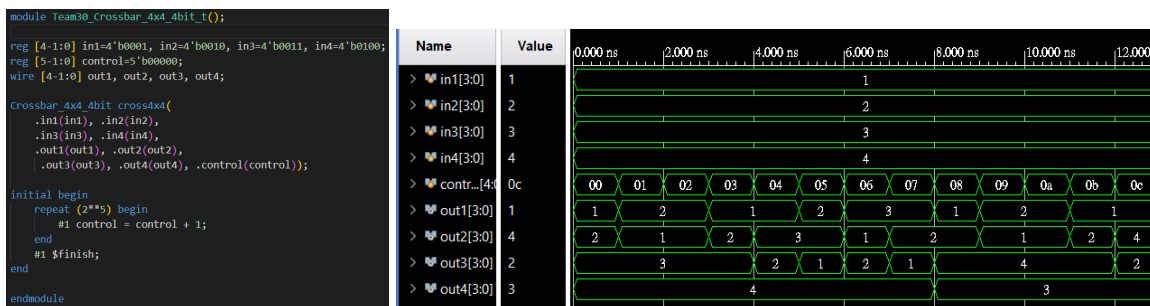 module Team30_Crossbar_4x4_4bit_t();
reg [4-1:0] in1=4'b0001, in2=4'b0010, in3=4'b0011, in4=4'b0100;
reg [5-1:0] control=5'b00000;
wire [4-1:0] out1, out2, out3, out4;
Crossbar_4x4_4bit cross4x4(
.in1(in1), .in2(in2),
.in3(in3), .in4(in4),
.out1(out1), .out2(out2),
.out3(out3), .out4(out4), .control(control));
initial begin
repeat (2**5) begin
#1 control = control + 1;
end
#1 $finish;
end
endmodule
Name Value 0.000 ns 2.000 ns 4.000 ns 6.000 ns 8.000 ns 10.000 ns 12.000
> in1[3:0] 1 1
> in2[3:0] 2 2
> in3[3:0] 3 3
> in4[3:0] 4 4
> contr...[4:0 0c 00 01 02 03 04 05 06 07 08 09 0a 0b 0c
> out1[3:0] 1 1 2 1 2 3 1 2 1
> out2[3:0] 4 2 1 2 3 1 2 1 2 4
> out3[3:0] 2 3 2 1 2 1 4 2
> out4[3:0] 3 4 3